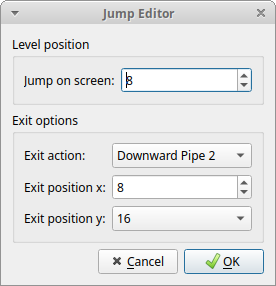 Jump Editor
Level position
Jump on screen: 8
Exit options
Exit action: Downward Pipe 2
Exit position x: 8
Exit position y: 16
Cancel OK